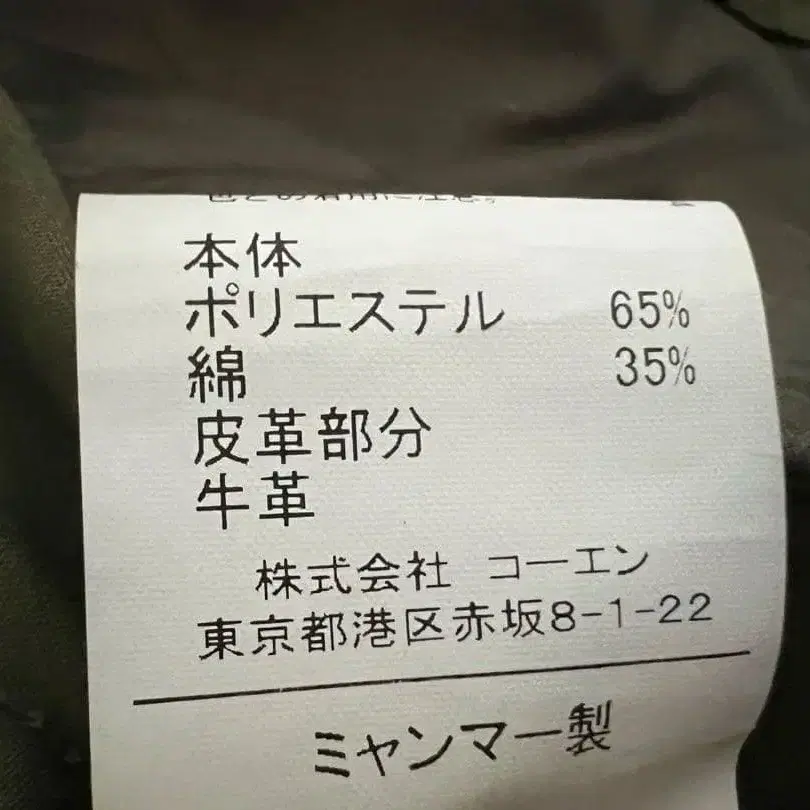 本体
ポリエステル 65%
綿 35%
皮革部分
牛革
株式会社 コーエン
東京都港区赤坂8-1-22
ミャンマー製